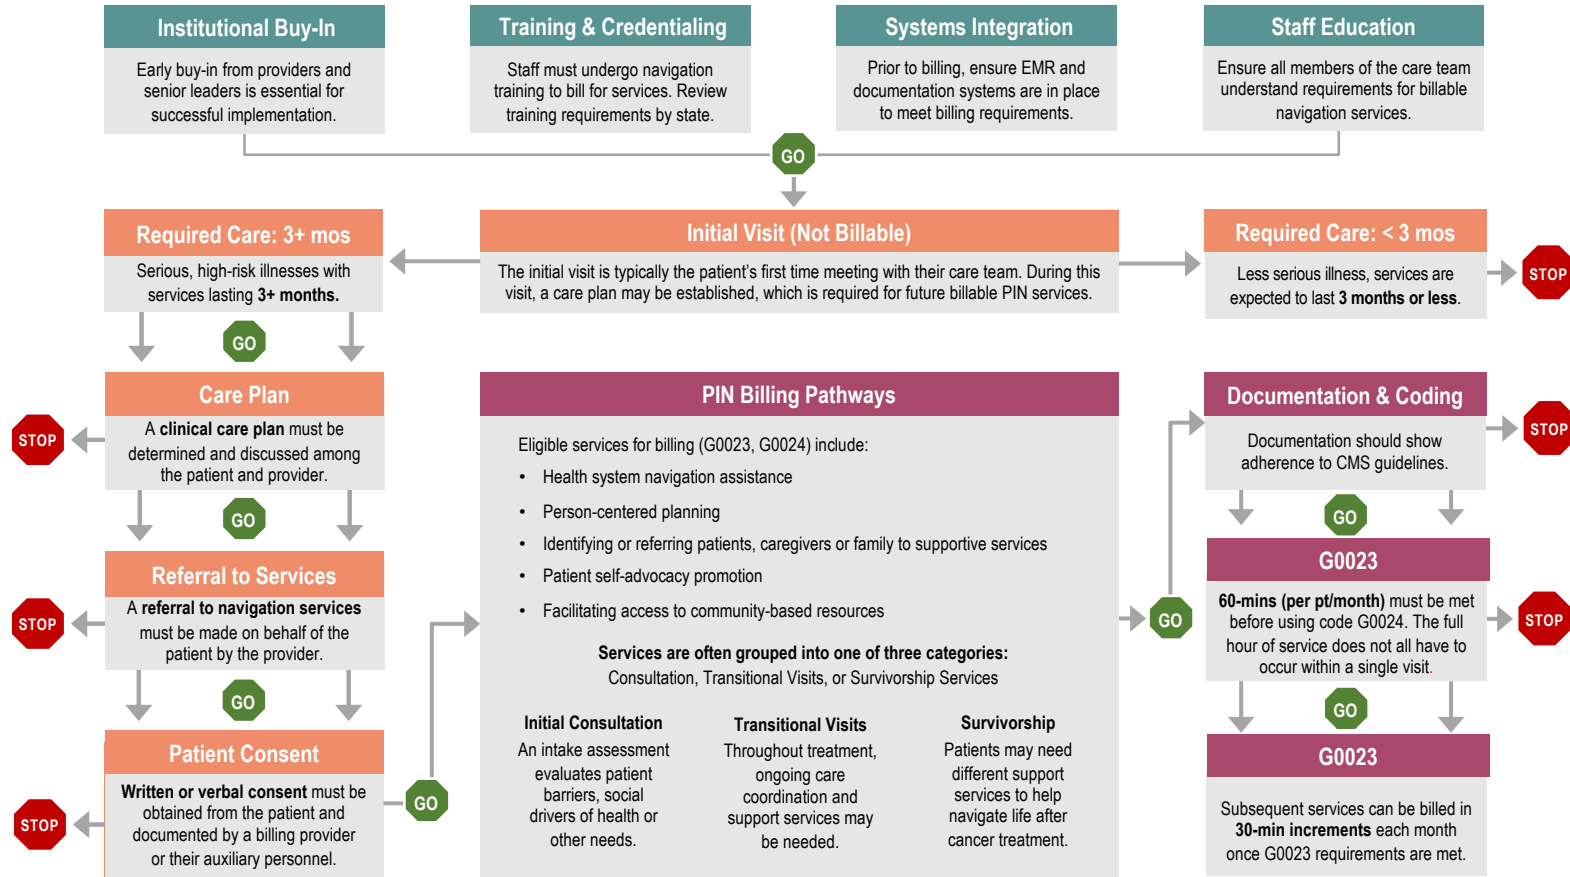 Institutional Buy-In
Early buy-in from providers and
senior leaders is essential for
successful implementation.
Training & Credentialing
Staff must undergo navigation
training to bill for services. Review
training requirements by state.
Systems Integration
Prior to billing, ensure EMR and
documentation systems are in place
to meet billing requirements.
Staff Education
Ensure all members of the care team
understand requirements for billable
navigation services.
GO
Required Care: 3+ mos
Serious, high-risk illnesses with
services lasting 3+ months.
Initial Visit (Not Billable)
The initial visit is typically the patient’s first time meeting with their care team. During this
visit, a care plan may be established, which is required for future billable PIN services.
Required Care: < 3 mos
Less serious illness, services are
expected to last 3 months or less.
STOP
GO
Care Plan
A clinical care plan must be
determined and discussed among
the patient and provider.
STOP
GO
Referral to Services
A referral to navigation services
must be made on behalf of the
patient by the provider.
STOP
GO
Patient Consent
Written or verbal consent must be
obtained from the patient and
documented by a billing provider
or their auxiliary personnel.
STOP
GO
PIN Billing Pathways
Eligible services for billing (G0023, G0024) include:
• Health system navigation assistance
• Person-centered planning
• Identifying or referring patients, caregivers or family to supportive services
• Patient self-advocacy promotion
• Facilitating access to community-based resources
Services are often grouped into one of three categories:
Consultation, Transitional Visits, or Survivorship Services
Initial Consultation
An intake assessment
evaluates patient
barriers, social
drivers of health or
other needs.
Transitional Visits
Throughout treatment,
ongoing care
coordination and
support services may
be needed.
Survivorship
Patients may need
different support
services to help
navigate life after
cancer treatment.
GO
Documentation & Coding
Documentation should show
adherence to CMS guidelines.
STOP
GO
G0023
60-mins (per pt/month) must be met
before using code G0024. The full
hour of service does not all have to
occur within a single visit.
STOP
GO
G0023
Subsequent services can be billed in
30-min increments each month
once G0023 requirements are met.